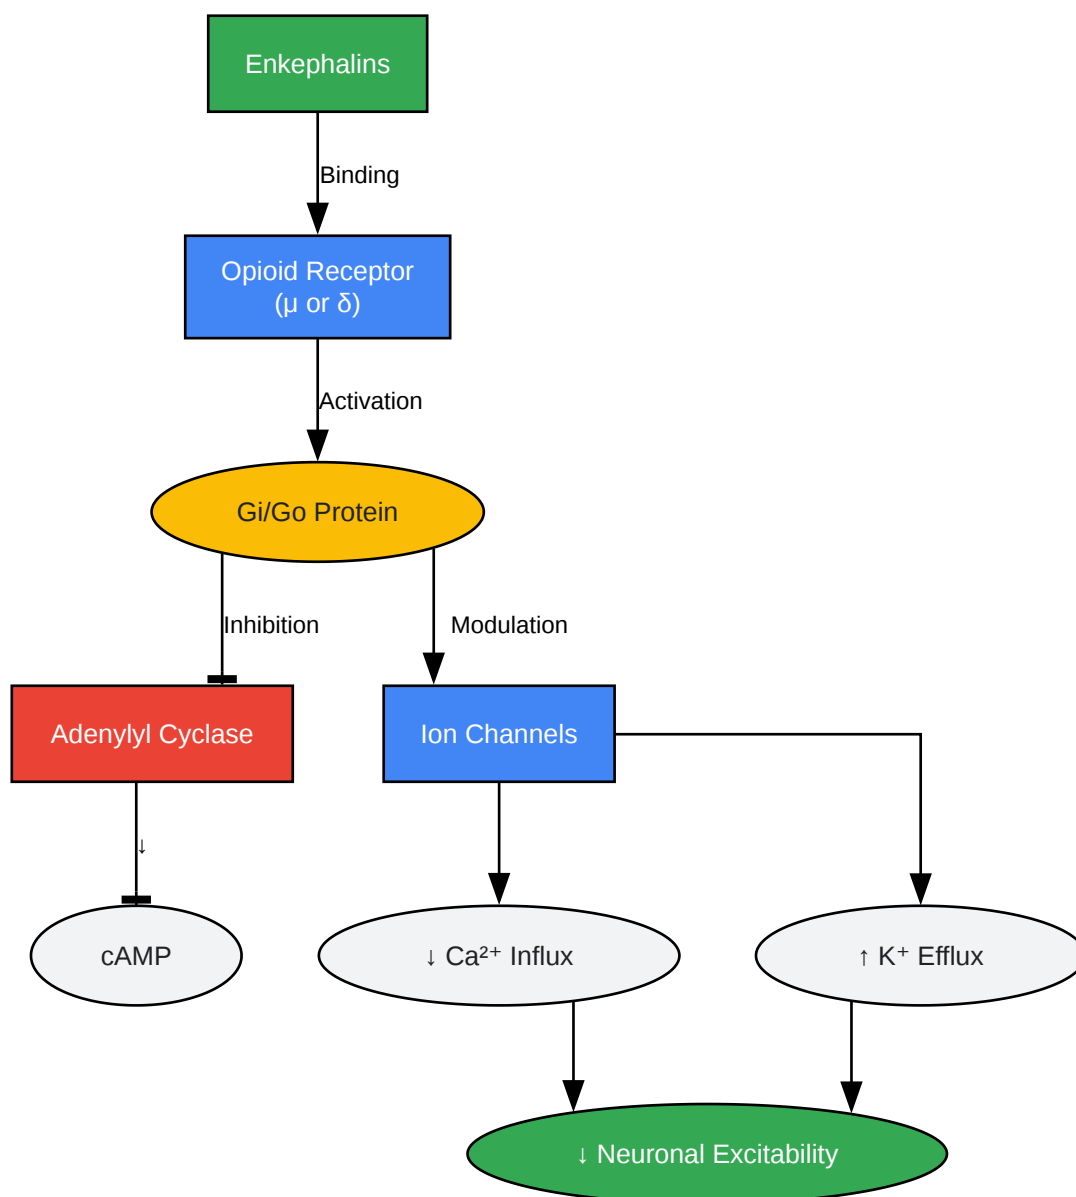 Enkephalins
Binding
Opioid Receptor
(μ or δ)
Activation
Gi/Go Protein
Inhibition
Modulation
Adenylyl Cyclase
Ion Channels
↓
cAMP
↓ Ca²⁺ Influx
↑ K⁺ Efflux
↓ Neuronal Excitability